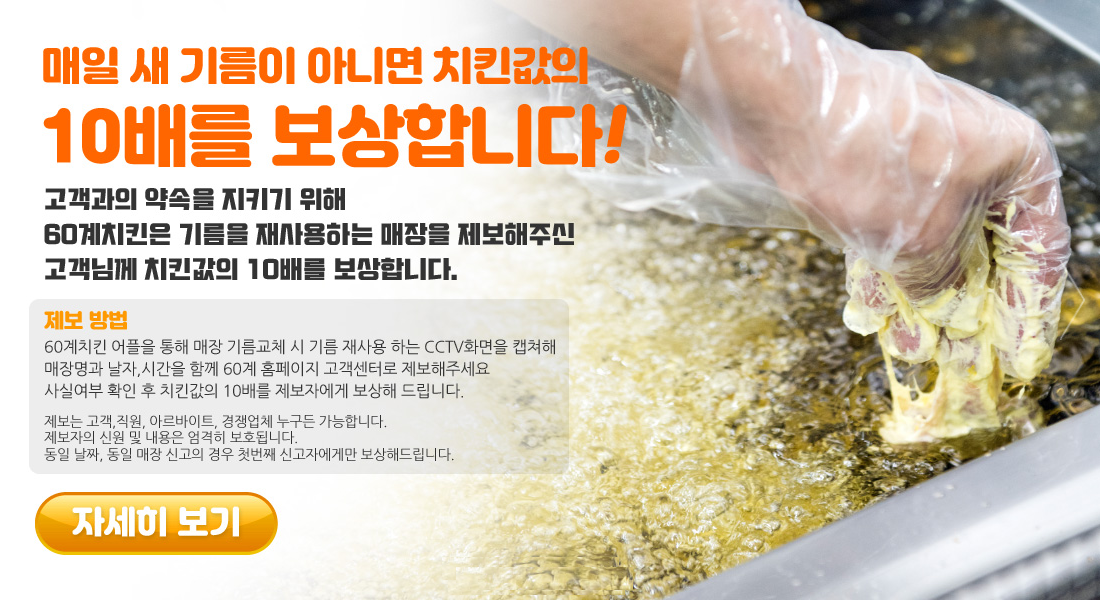 매일 새 기름이 아니면 치킨값의
10배를 보상합니다!
고객과의 약속을 지키기 위해
60계치킨은 기름을 재사용하는 매장을 제보해주신
고객님께 치킨값의 10배를 보상합니다.
제보 방법
60계치킨 어플을 통해 매장 기름교체 시 기름 재사용 하는 CCTV화면을 캡쳐해
매장명과 날자,시간을 함께 60계 홈페이지 고객센터로 제보해주세요
사실여부 확인 후 치킨값의 10배를 제보자에게 보상해 드립니다.
제보는 고객,직원, 아르바이트, 경쟁업체 누구든 가능합니다.
제보자의 신원 및 내용은 엄격히 보호됩니다.
동일 날짜, 동일 매장 신고의 경우 첫번째 신고자에게만 보상해드립니다.
자세히 보기